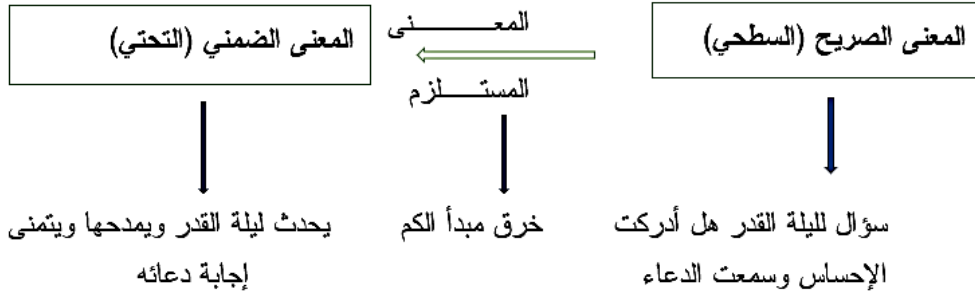 المعنى الصريح (السطحي)
المعـــــــــنى
المستـــــلزم
المعنى الضمني (التحتي)
سؤال لليلة القدر هل أدركت
الإحساس وسمعت الدعاء
خرق مبدأ الكم
يحدث ليلة القدر ويمدحها ويتمنى
إجابة دعائه